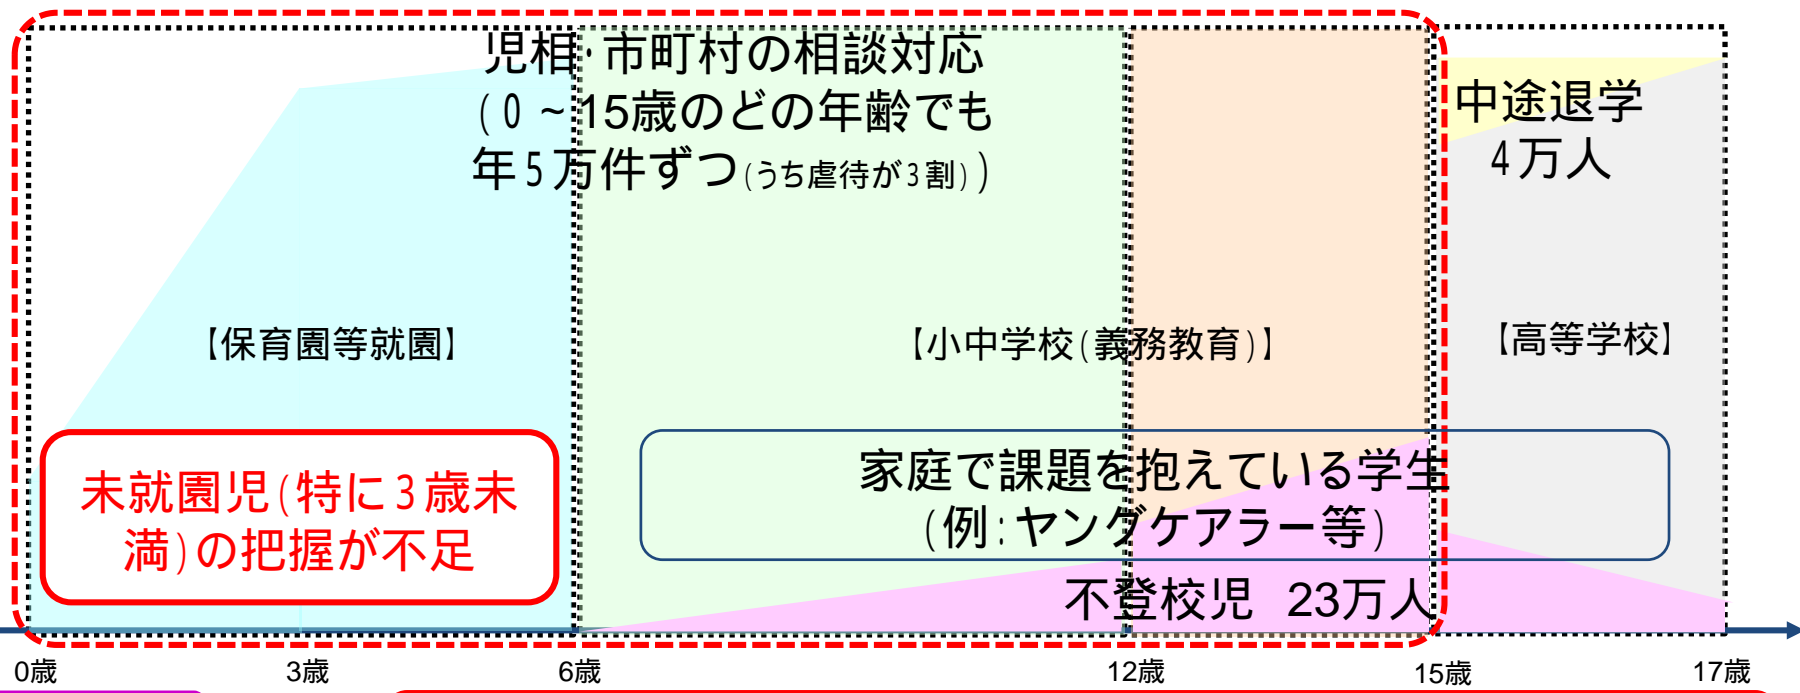 児相・市町村の相談対応
(０～15歳のどの年齢でも
年５万件ずつ(うち虐待が３割))
中途退学
４万人
【保育園等就園】
【小中学校(義務教育)】
【高等学校】
未就園児(特に３歳未
満)の把握が不足
家庭で課題を抱えている学生
(例:ヤングケアラー等)
不登校児　23万人
0歳
3歳
6歳
12歳
15歳
17歳